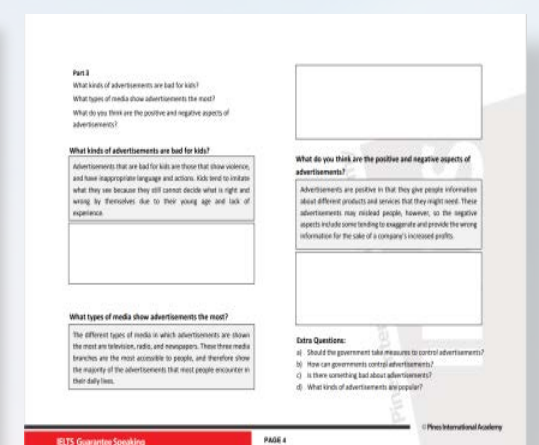 Part 3
What kinds of advertisements are bad for kids?
What types of media show advertisements the most?
What do you think are the positive and negative aspects of
advertisements?
What kinds of advertisements are bad for kids?
Advertisements that are bad for kids are those that show violence,
and have inappropriate language and actions. Kids tend to imitate
what they see because they still cannot decide what is right and
wrong by themselves due to their young age and lack of
experience.
What types of media show advertisements the most?
The different types of media in which advertisements are shown
the most are television, radio, and newspapers. These three media
branches are the most accessible to people, and therefore show
the majority of the advertisements that most people encounter in
their daily lives.
What do you think are the positive and negative aspects of
advertisements?
Advertisements are positive in that they give people information
about different products and services that they might need. These
advertisements may mislead people, however, so the negative
aspects include some tending to exaggerate and provide the wrong
information for the sake of a company's increased profits.
Extra Questions:
a) Should the government take measures to control advertisements?
b) How can governments control advertisements?
c) Is there something bad about advertisements?
d) What kinds of advertisements are popular?
© Pines International Academy
IELTS Guarantee Speaking
PAGE 4